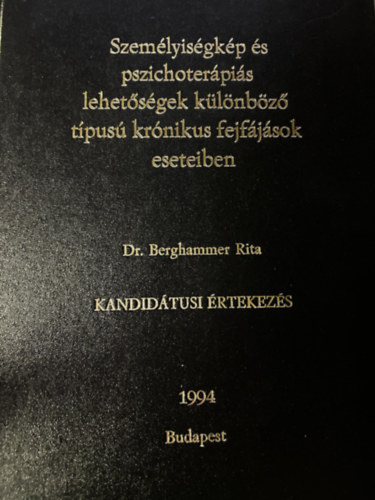 Személyiségkép és
pszichoterápiás
lehetőségek különböző
típusú krónikus fejfájások
eseteiben
Dr. Berghammer Rita
KANDIDÁTUSI ÉRTEKEZÉS
1994
Budapest